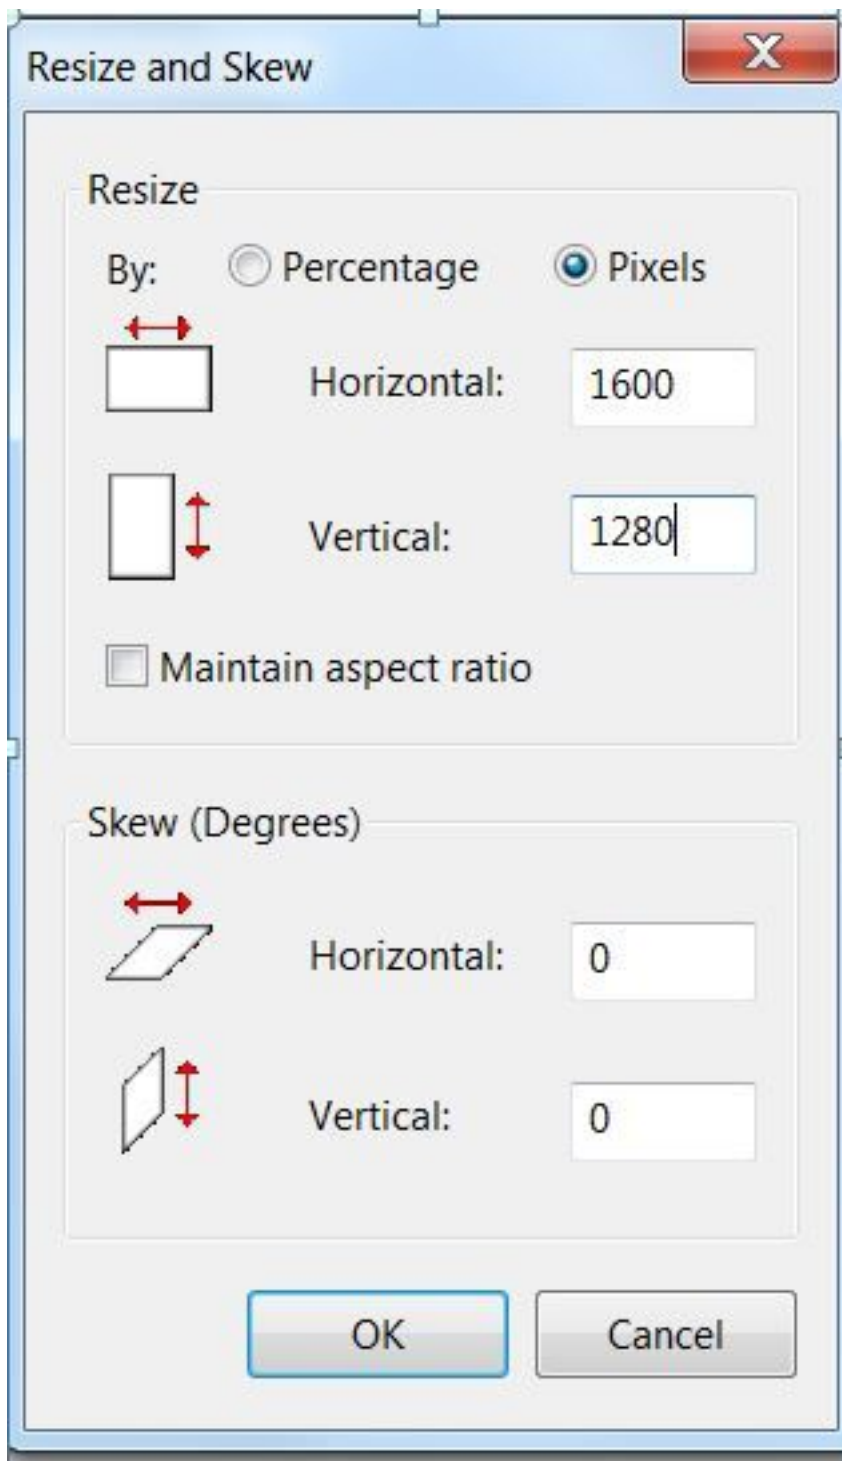 Resize and Skew
Resize
By: Percentage Pixels
Horizontal: 1600
Vertical: 1280
Maintain aspect ratio
Skew (Degrees)
Horizontal: 0
Vertical: 0
OK Cancel